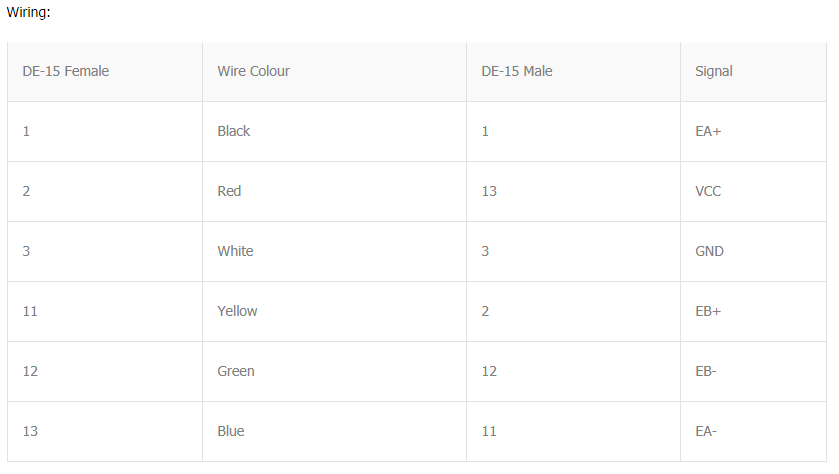 Wiring:
DE-15 Female Wire Colour DE-15 Male Signal
1 Black 1 EA+
2 Red 13 VCC
3 White 3 GND
11 Yellow 2 EB+
12 Green 12 EB-
13 Blue 11 EA-